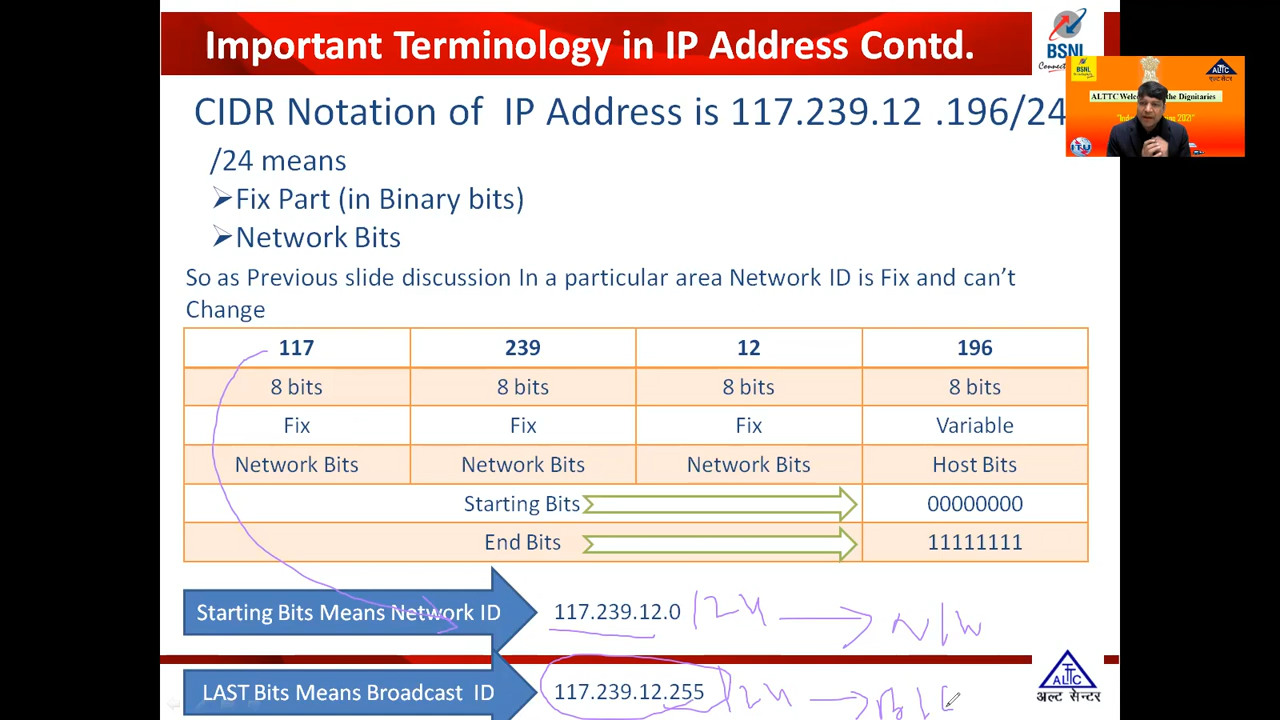 Important Terminology in IP Address Contd.
BSNL
BSNL
ALTTC
ITU
CIDR Notation of IP Address is 117.239.12 .196/24
/24 means
➢Fix Part (in Binary bits)
➢Network Bits
So as Previous slide discussion In a particular area Network ID is Fix and can't
Change
117 239 12 196
8 bits 8 bits 8 bits 8 bits
Fix Fix Fix Variable
Network Bits Network Bits Network Bits Host Bits
Starting Bits 00000000
End Bits 11111111
Starting Bits Means Network ID 117.239.12.0 /24 N/W
LAST Bits Means Broadcast ID 117.239.12.255 /24
अल्ट सेन्टर